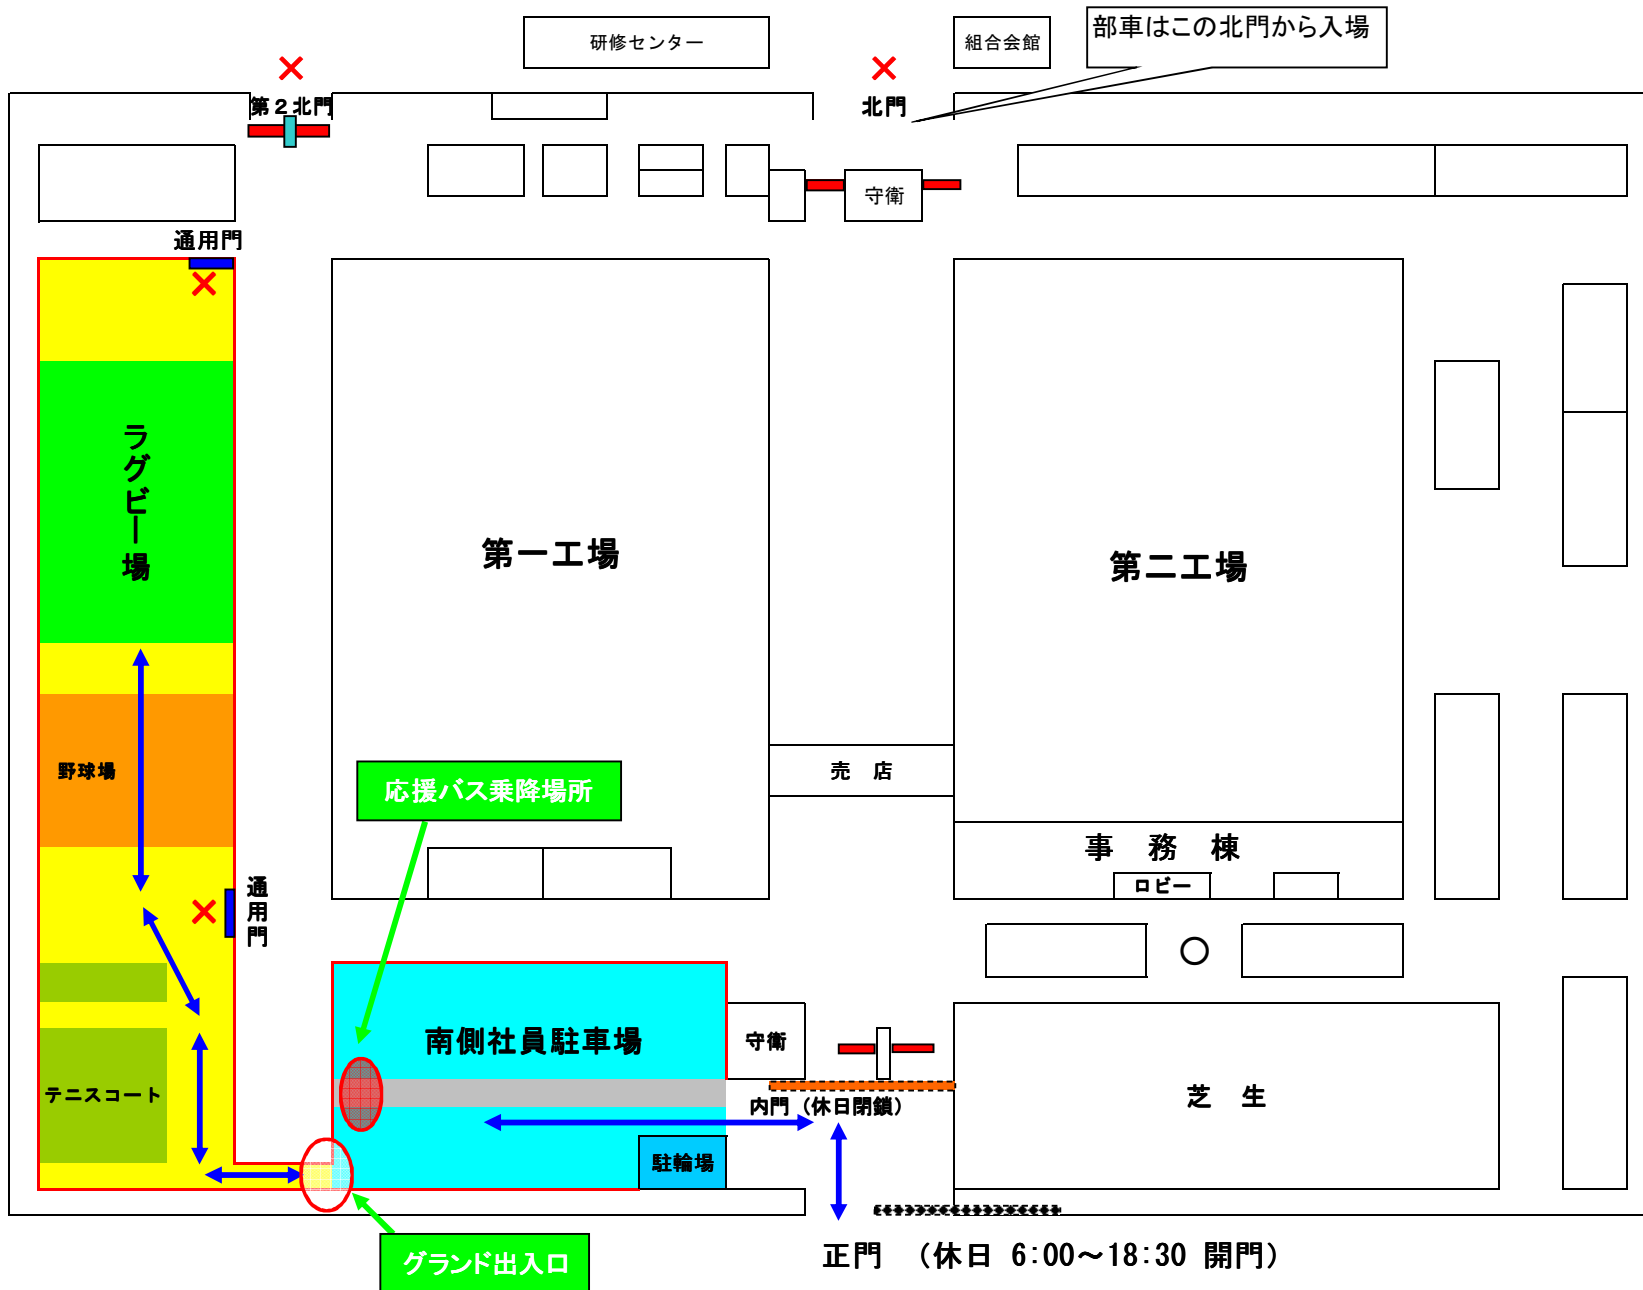 研修センター
組合会館
部車はこの北門から入場
第2北門
北門
守衛
通用門
ラグビー場
第一工場
第二工場
売 店
野球場
応援バス乗降場所
事 務 棟
ロビー
通用門
南側社員駐車場
守衛
テニスコート
内門（休日閉鎖）
芝 生
駐輪場
グランド出入口
正門 （休日 6:00～18:30 開門）